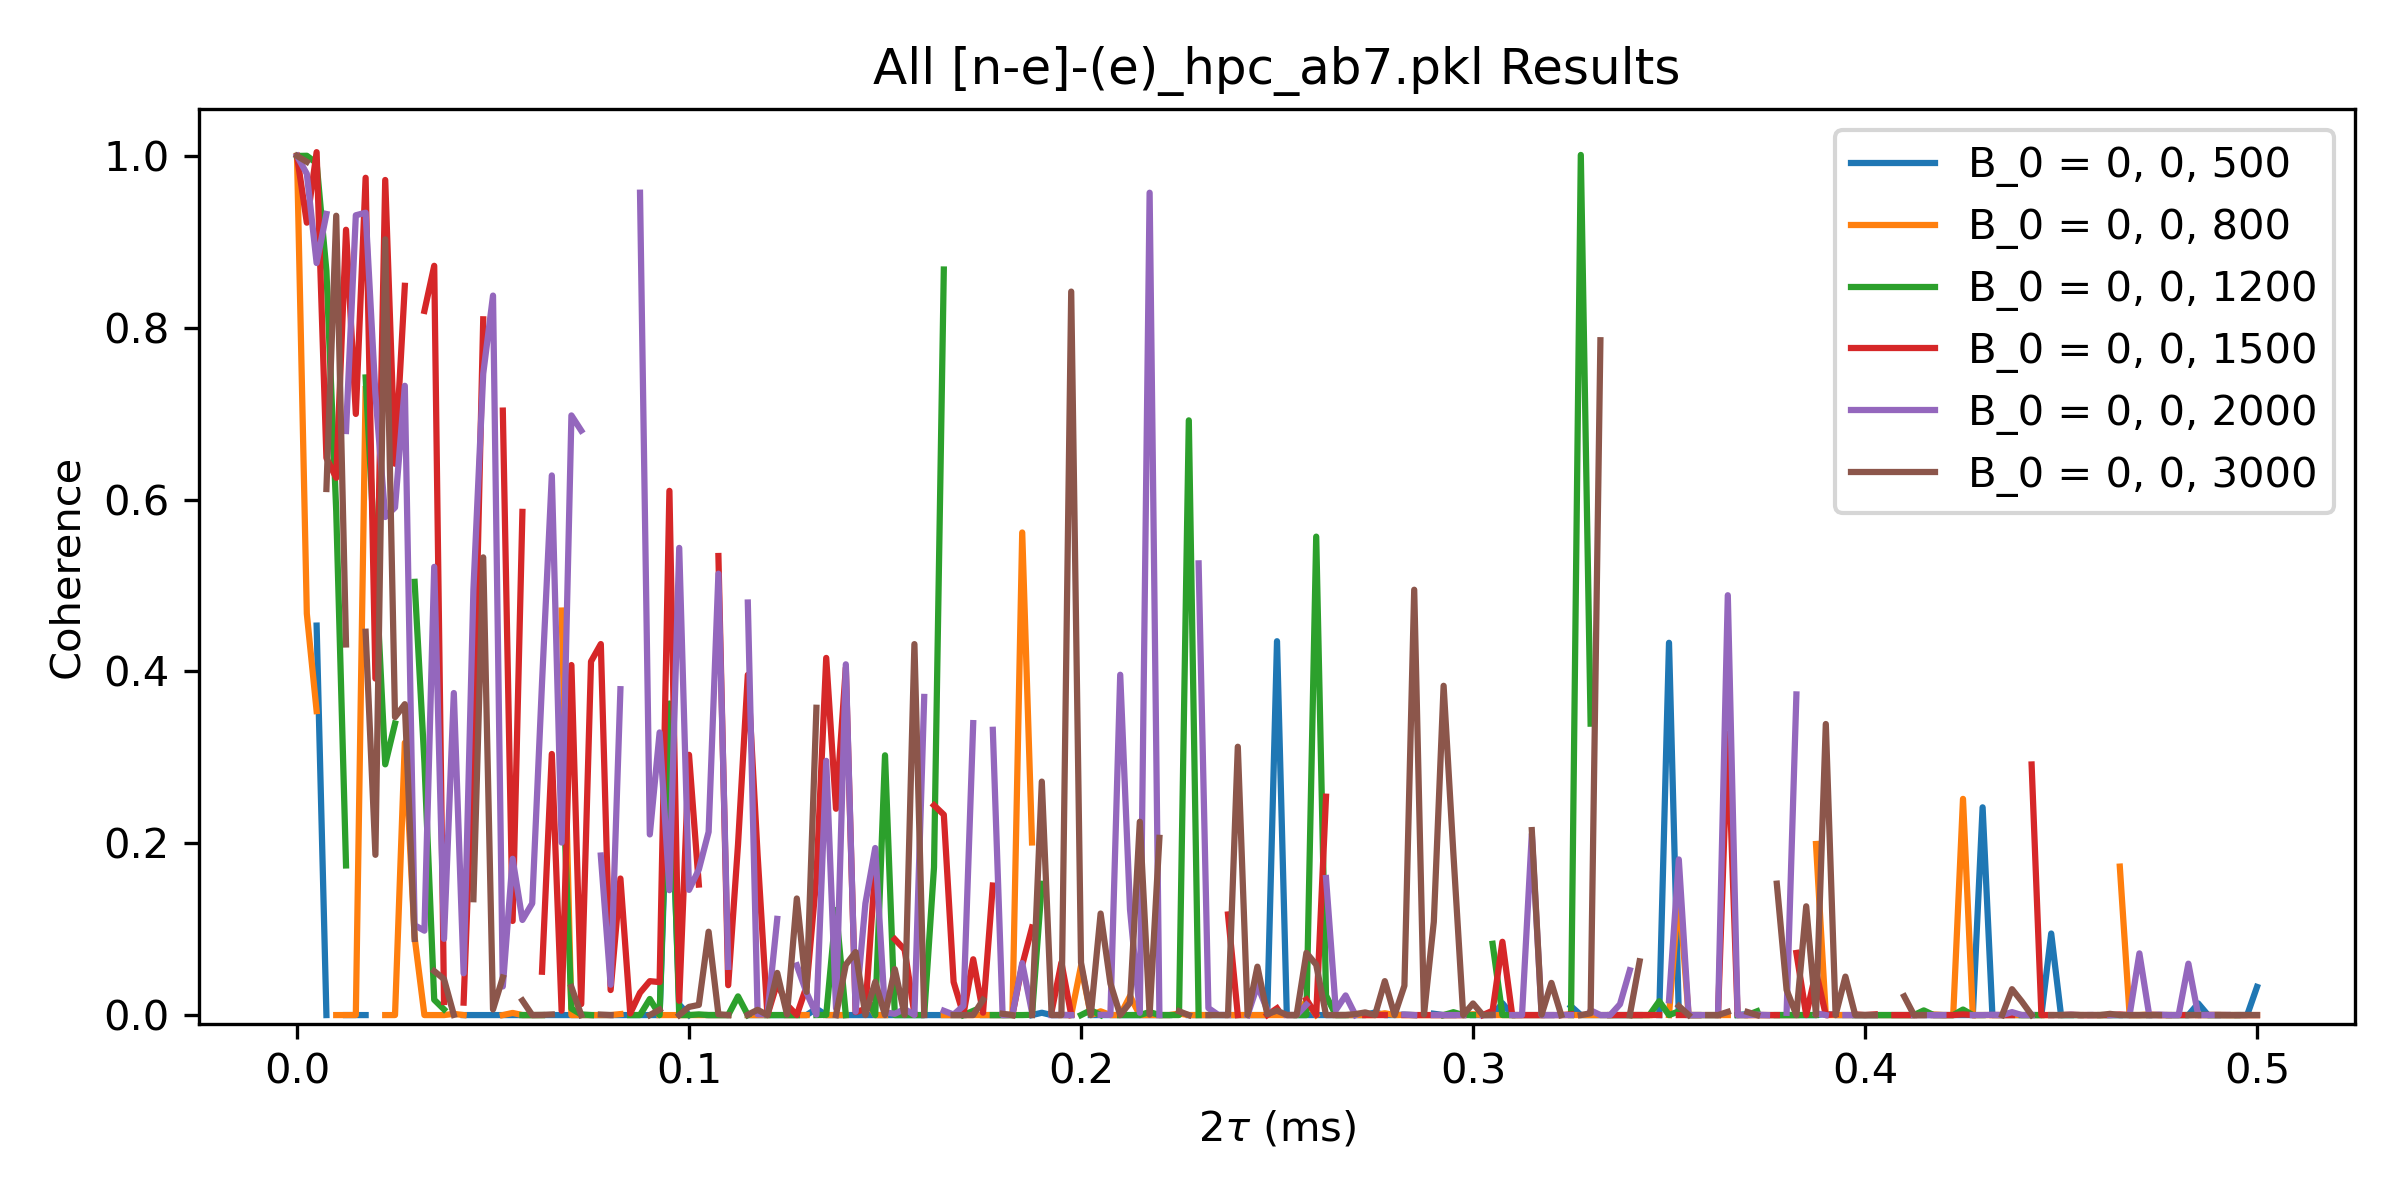 All [n-e]-(e)_hpc_ab7.pkl Results
Coherence
1.0
0.8
0.6
0.4
0.2
0.0
B_0 = 0, 0, 500
B_0 = 0, 0, 800
B_0 = 0, 0, 1200
B_0 = 0, 0, 1500
B_0 = 0, 0, 2000
B_0 = 0, 0, 3000
0.0 0.1 0.2 0.3 0.4 0.5
2τ (ms)